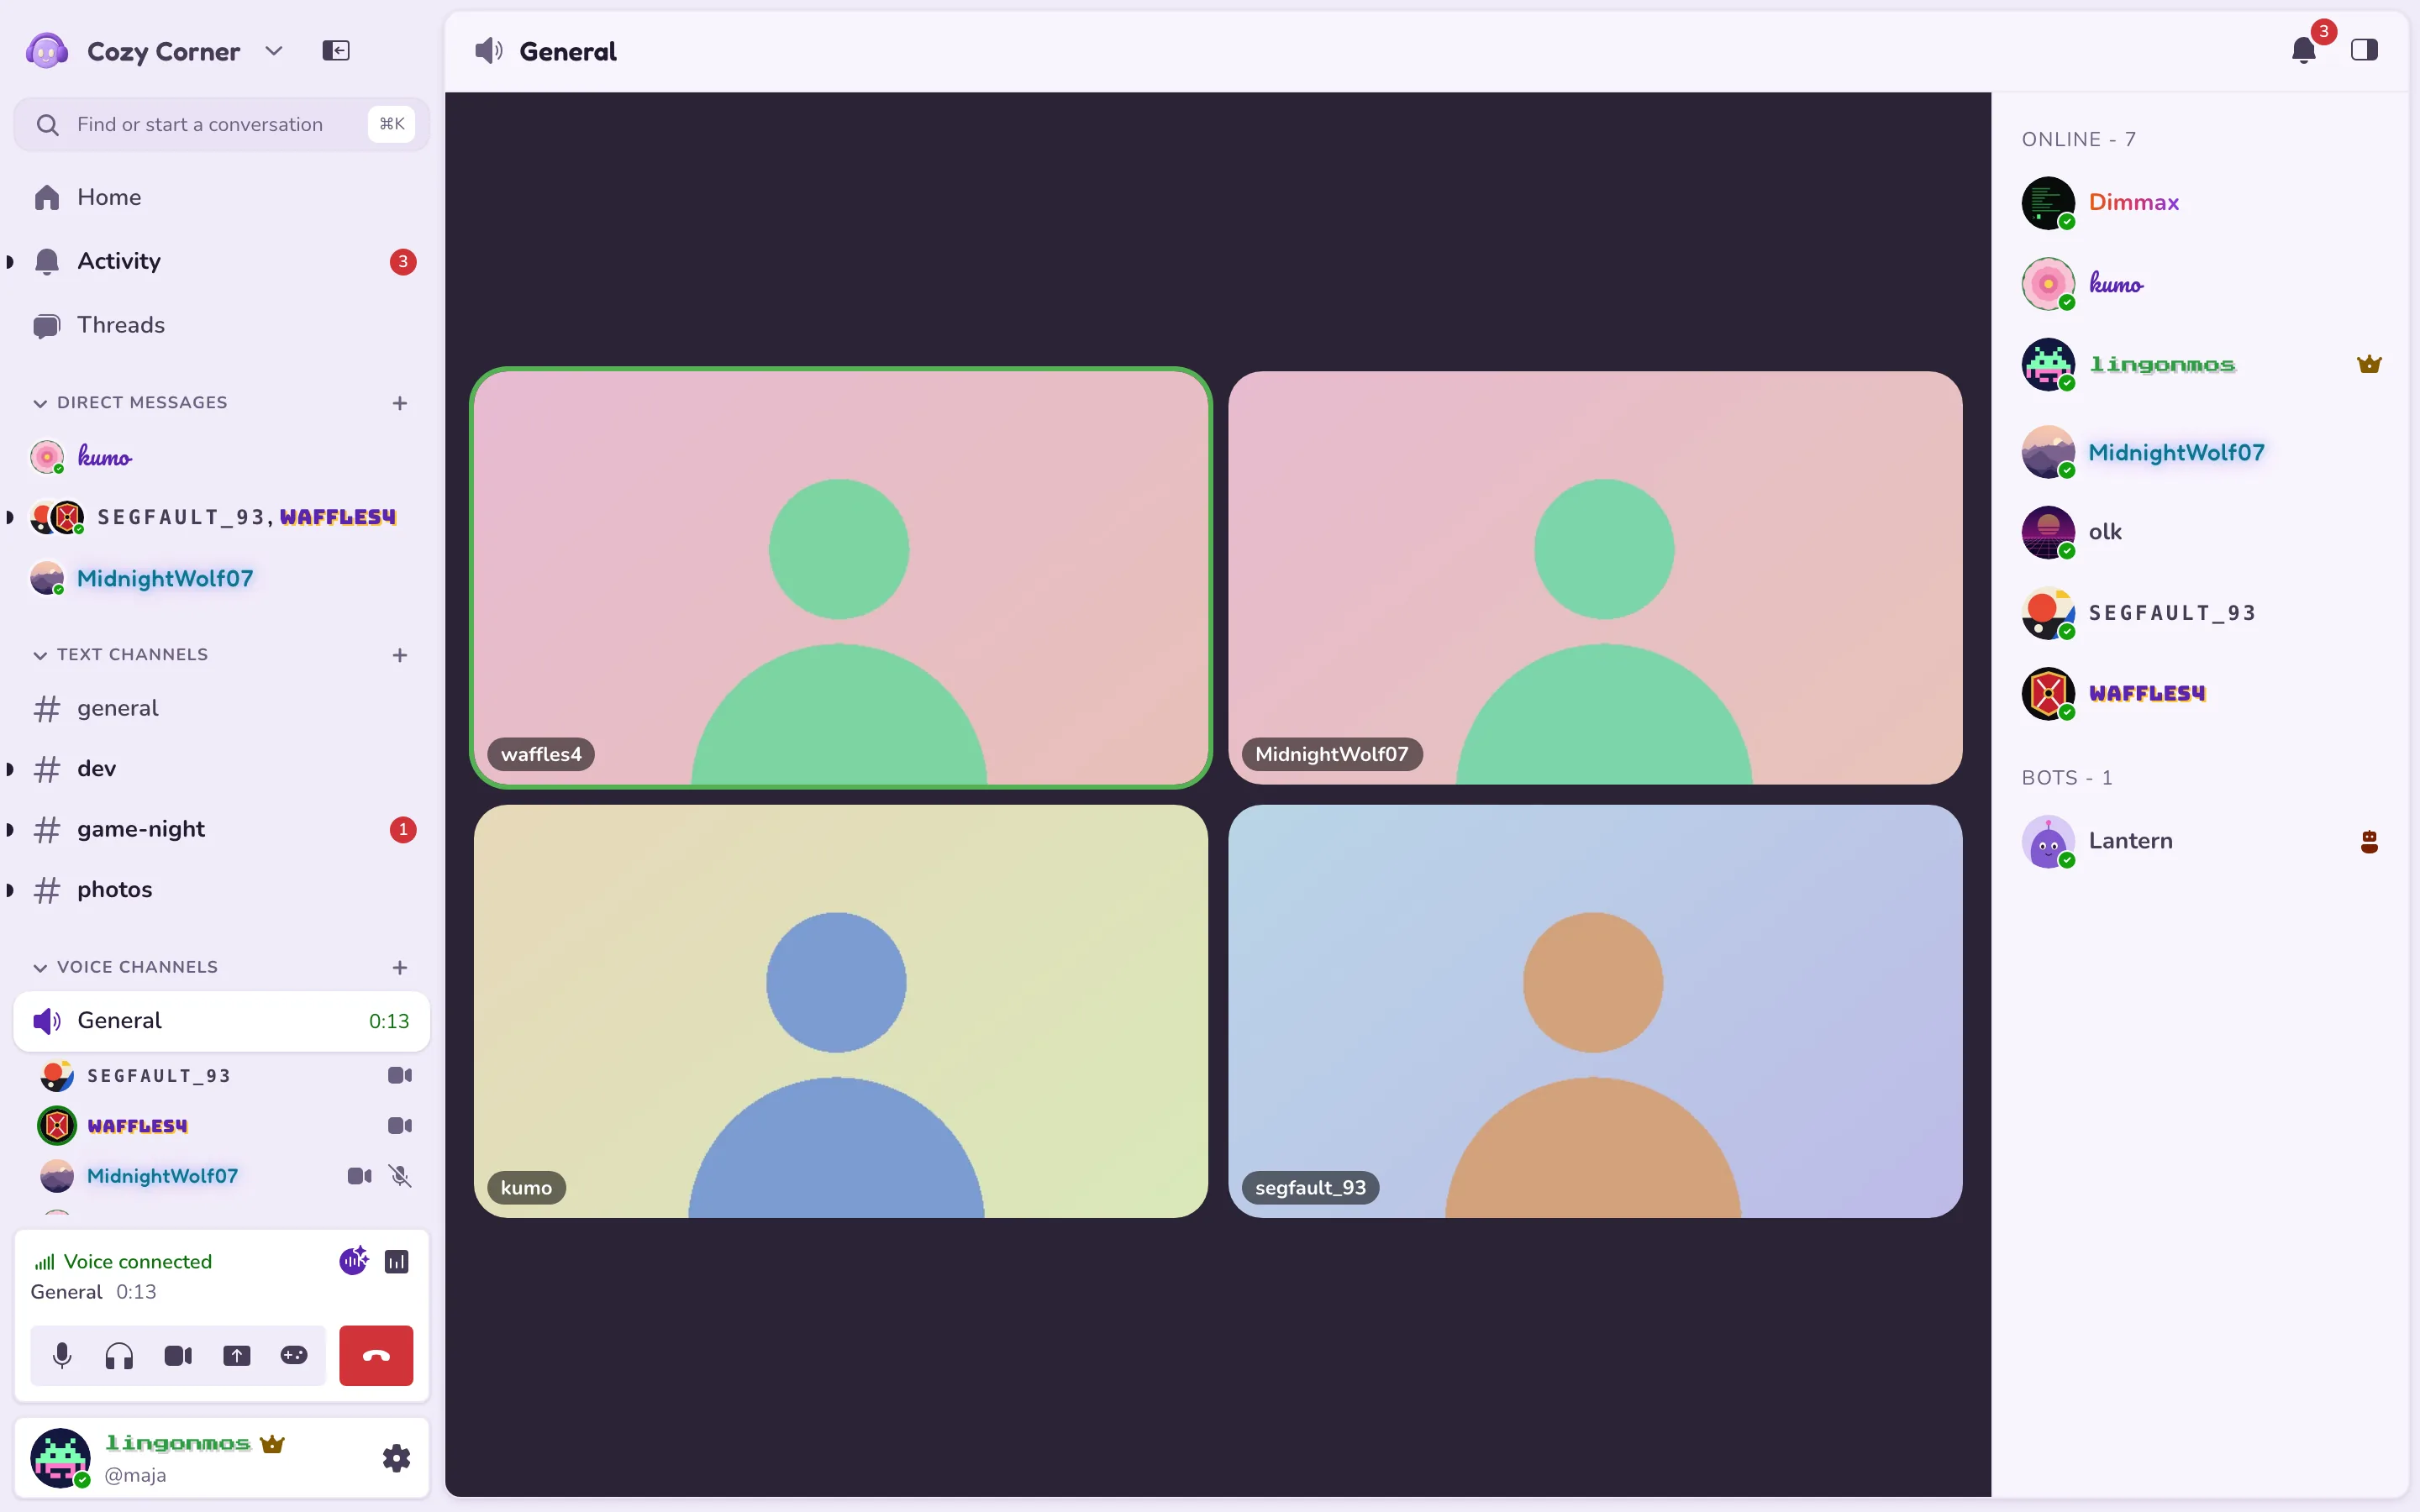 Cozy Corner
Find or start a conversation ⌘K
Home
Activity 3
Threads
DIRECT MESSAGES
kumo
SEGFAULT_93, WAFFLES4
MidnightWolf07
TEXT CHANNELS
general
dev
game-night 1
photos
VOICE CHANNELS
General 0:13
SEGFAULT_93
WAFFLES4
MidnightWolf07
Voice connected
General 0:13
lingonmos
@maja
General
3
waffles4
MidnightWolf07
kumo
segfault_93
ONLINE - 7
Dimmax
kumo
lingonmos
MidnightWolf07
olk
SEGFAULT_93
WAFFLES4
BOTS - 1
Lantern